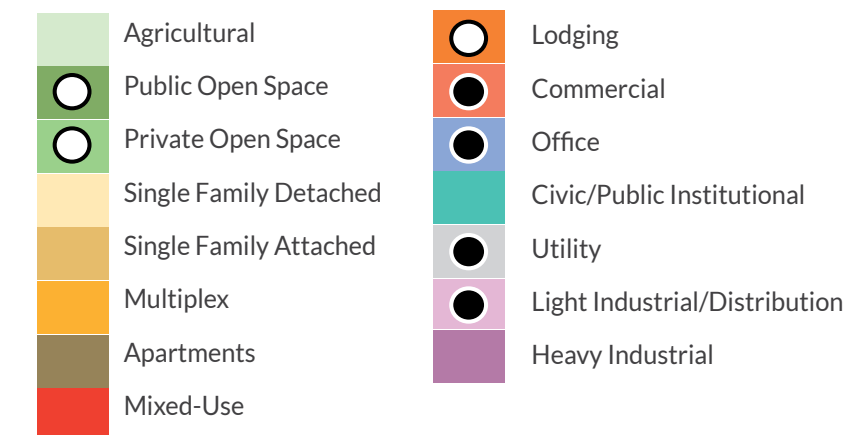 Agricultural
Public Open Space
Private Open Space
Single Family Detached
Single Family Attached
Multiplex
Apartments
Mixed-Use
Lodging
Commercial
Office
Civic/Public Institutional
Utility
Light Industrial/Distribution
Heavy Industrial